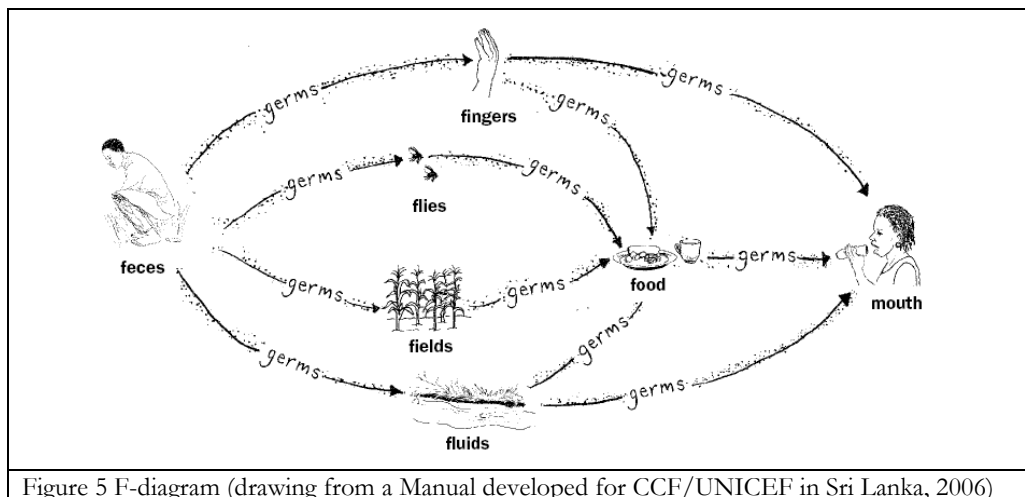 germs
germs
fingers
germs
germs
germs
flies
germs
feces
germs
fields
germs
food
germs
mouth
germs
fluids
germs
germs
Figure 5 F-diagram (drawing from a Manual developed for CCF/UNICEF in Sri Lanka, 2006)